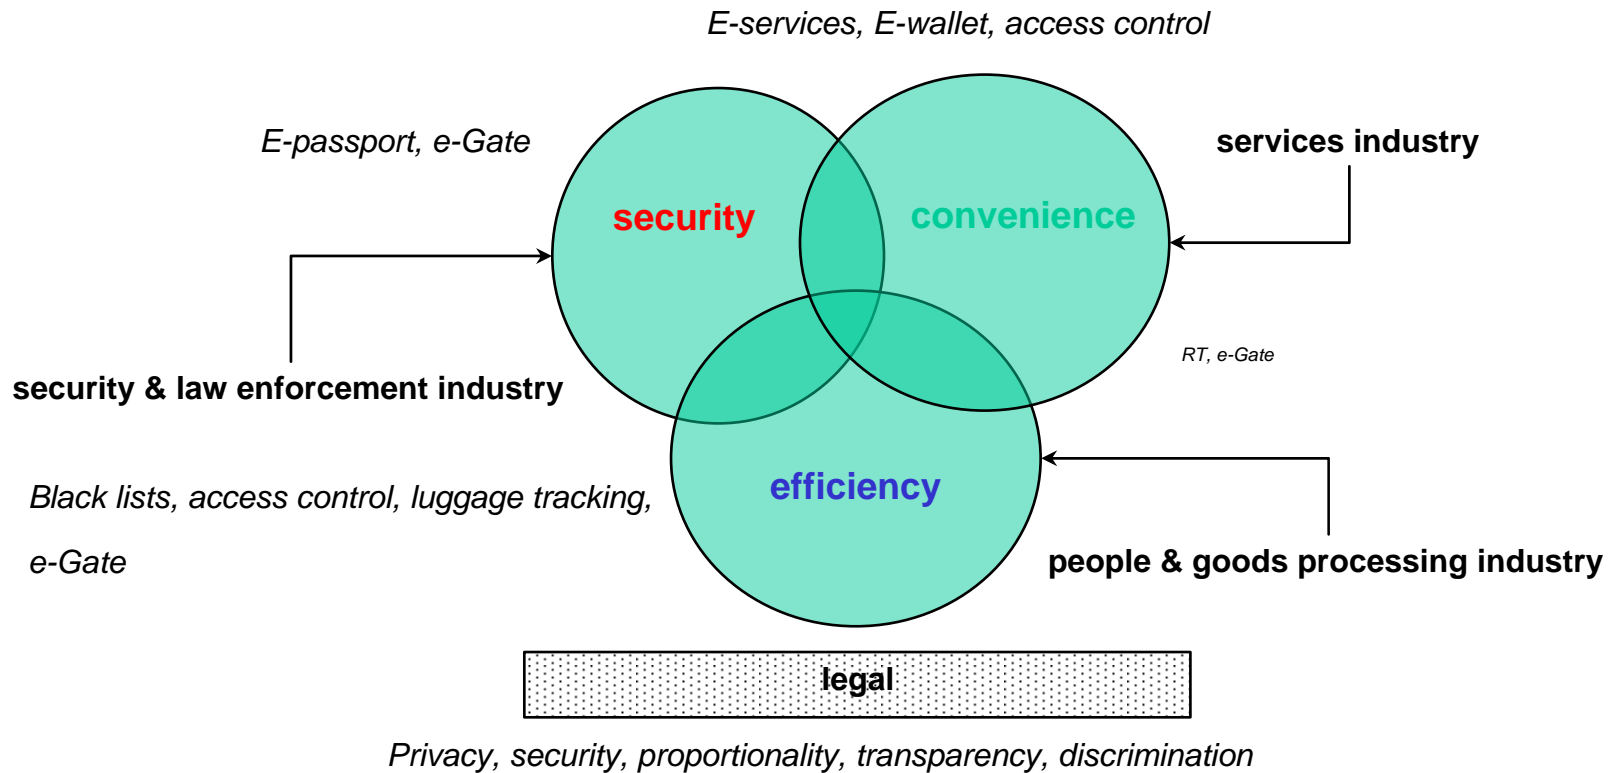 E-services, E-wallet, access control
E-passport, e-Gate
services industry
security
convenience
RT, e-Gate
security & law enforcement industry
efficiency
Black lists, access control, luggage tracking,
e-Gate
people & goods processing industry
legal
Privacy, security, proportionality, transparency, discrimination